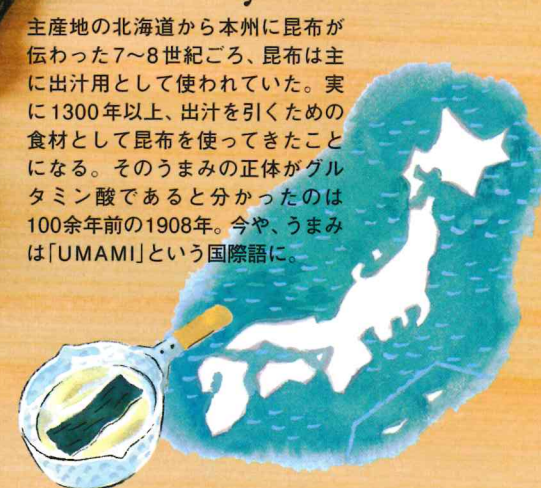 主産地の北海道から本州に昆布が
伝わった7〜8世紀ごろ、昆布は主
に出汁用として使われていた。実
に1300年以上、出汁を引くための
食材として昆布を使ってきたこと
になる。そのうまみの正体がグル
タミン酸であると分かったのは
100余年前の1908年。今や、うまみ
は「UMAMI」という国際語に。